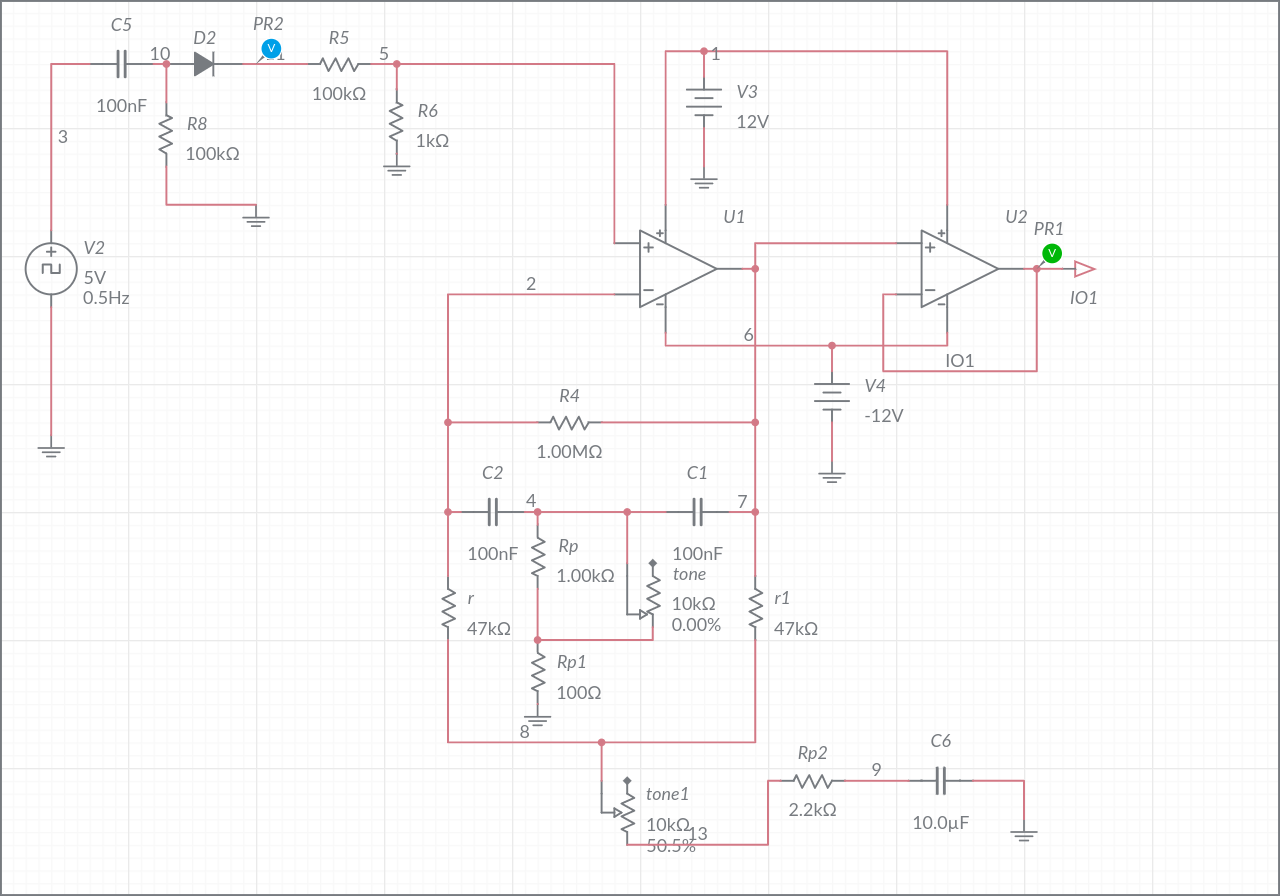 C5
D2
PR2
V
R5
10
1
5
100nF
100kΩ
R8
100kΩ
R6
1kΩ
3
1
V3
12V
V2
5V
0.5Hz
U1
U2
PR1
V
IO1
+
+
−
−
+
+
−
−
2
6
IO1
V4
-12V
R4
1.00MΩ
C2
C1
4
7
100nF
100nF
Rp
1.00kΩ
tone
10kΩ
0.00%
r
47kΩ
r1
47kΩ
Rp1
100Ω
8
tone1
10kΩ
50.5%
13
Rp2
2.2kΩ
9
C6
10.0µF